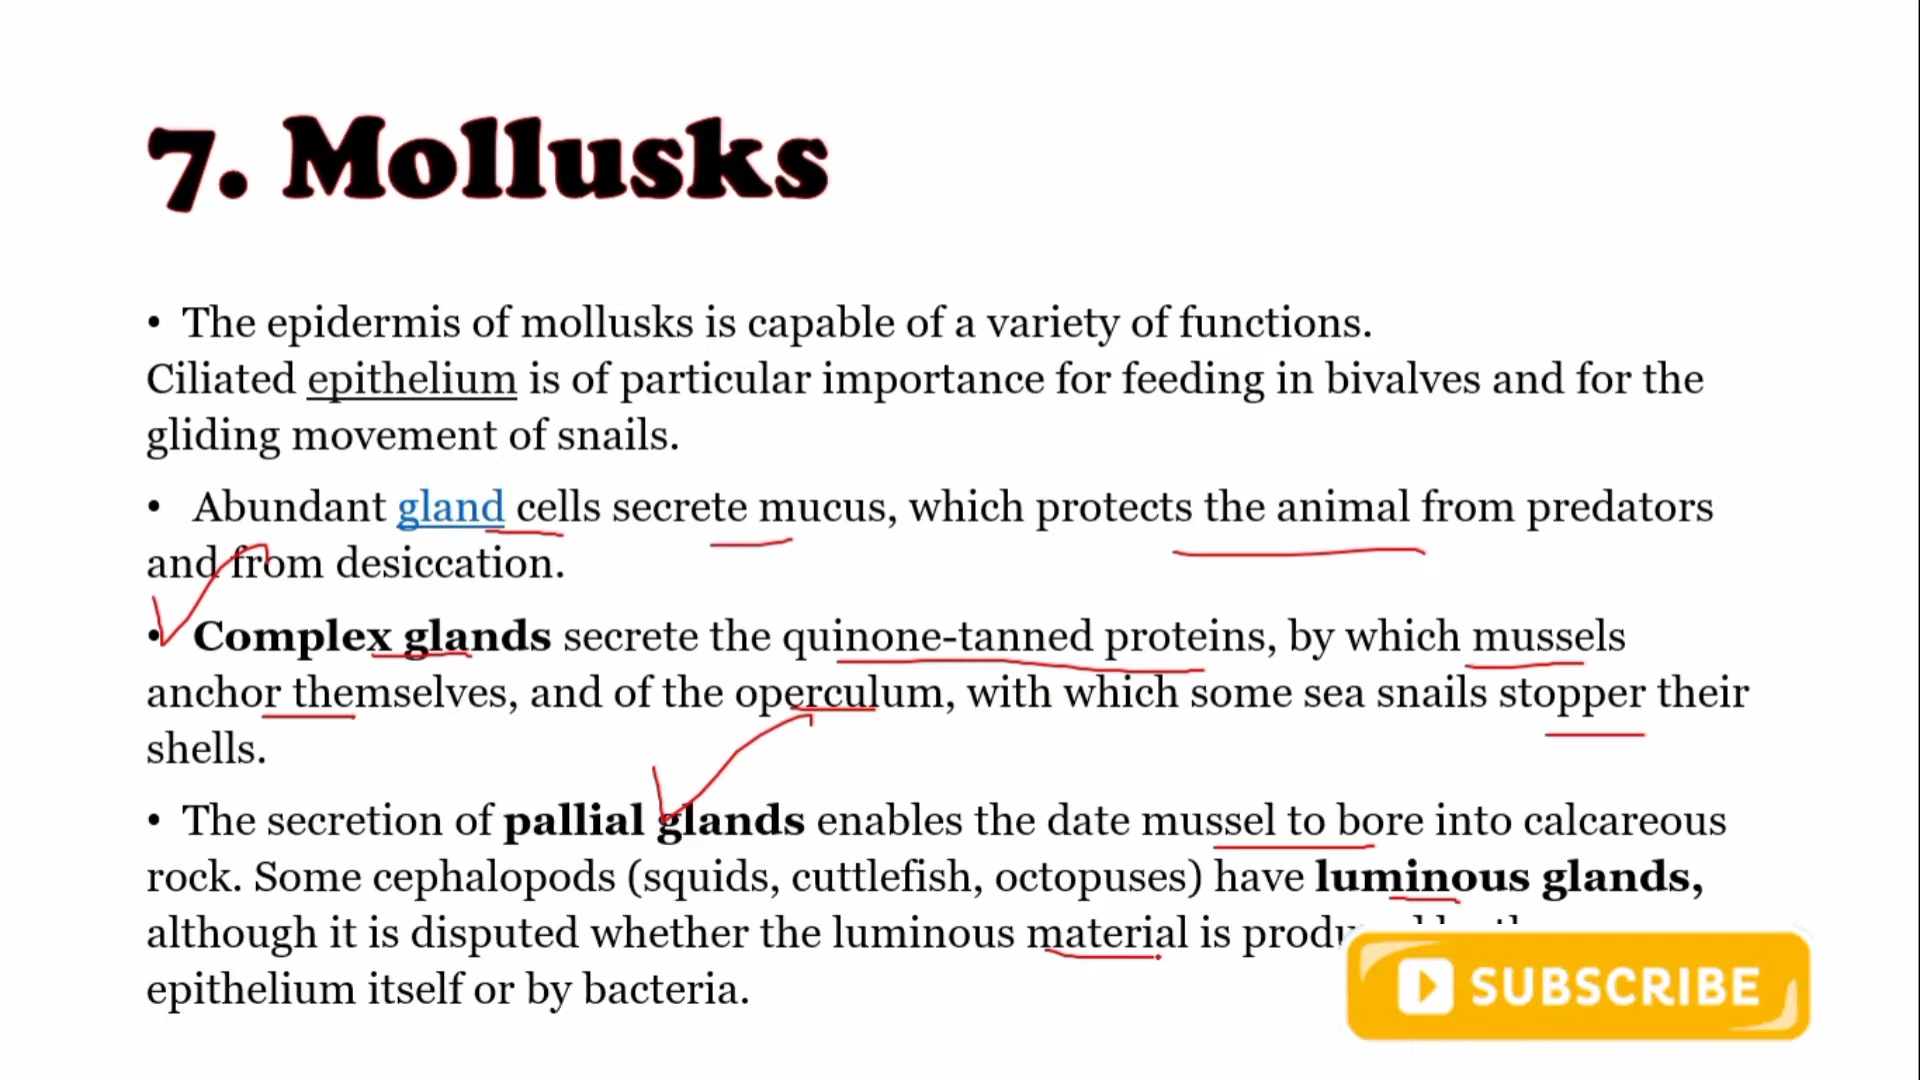 7. Mollusks
• The epidermis of mollusks is capable of a variety of functions.
Ciliated epithelium is of particular importance for feeding in bivalves and for the
gliding movement of snails.
• Abundant gland cells secrete mucus, which protects the animal from predators
and from desiccation.
• Complex glands secrete the quinone-tanned proteins, by which mussels
anchor themselves, and of the operculum, with which some sea snails stopper their
shells.
• The secretion of pallial glands enables the date mussel to bore into calcareous
rock. Some cephalopods (squids, cuttlefish, octopuses) have luminous glands,
although it is disputed whether the luminous material is
epithelium itself or by bacteria.
SUBSCRIBE